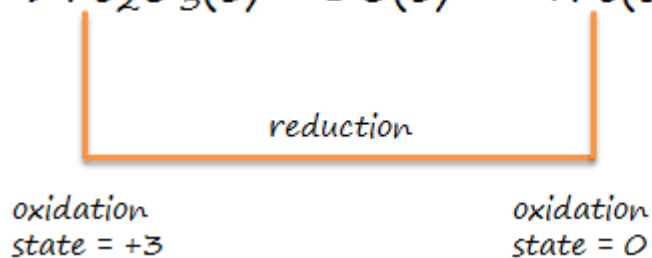 reduction
oxidation oxidation
state = +3 state = 0